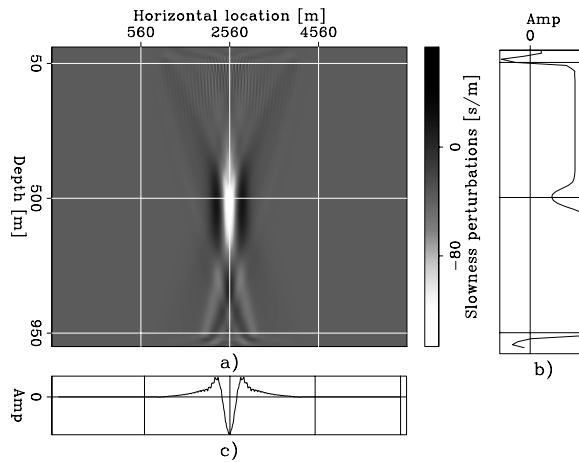 Horizontal location [m]
560 2560 4560
Amp
0
50
500
950
Depth [m]
0
-80
Slowness perturbations [s/m]
a)
b)
0
Amp
c)